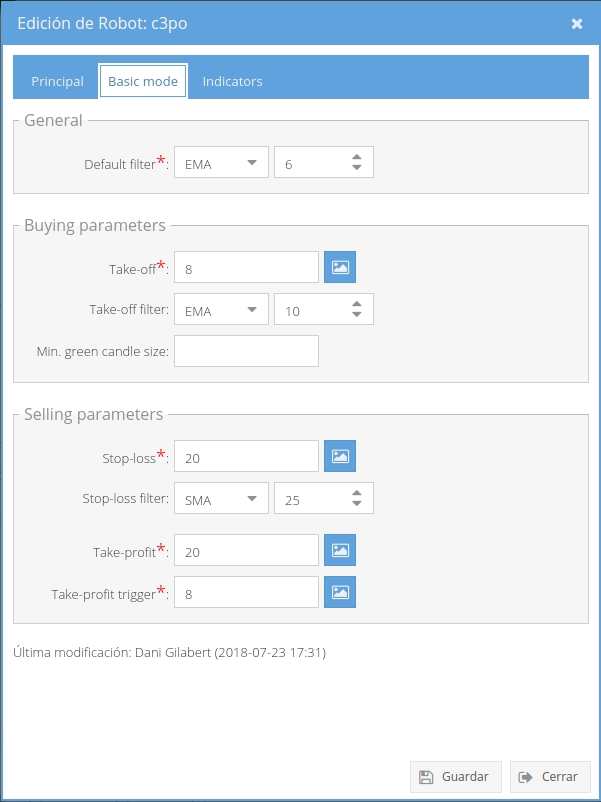 Edición de Robot: c3po
Principal Basic mode Indicators
General
Default filter*: EMA 6
Buying parameters
Take-off*: 8
Take-off filter: EMA 10
Min. green candle size:
Selling parameters
Stop-loss*: 20
Stop-loss filter: SMA 25
Take-profit*: 20
Take-profit trigger*: 8
Última modificación: Dani Gilabert (2018-07-23 17:31)
Guardar Cerrar